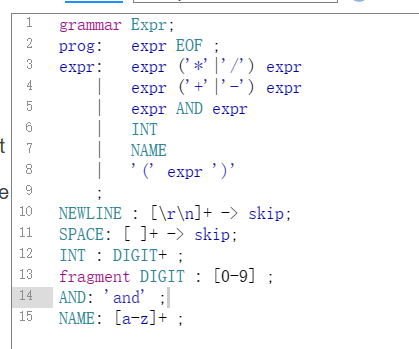 1 grammar Expr;
2 prog: expr EOF ;
3 expr: expr ('*'|'/') expr
4 | expr ('+'|'-') expr
5 | expr AND expr
6 | INT
7 | NAME
8 | '(' expr ')'
9 ;
10 NEWLINE : [\r\n]+ -> skip;
11 SPACE: [ ]+ -> skip;
12 INT : DIGIT+ ;
13 fragment DIGIT : [0-9] ;
14 AND: 'and' ;
15 NAME: [a-z]+ ;